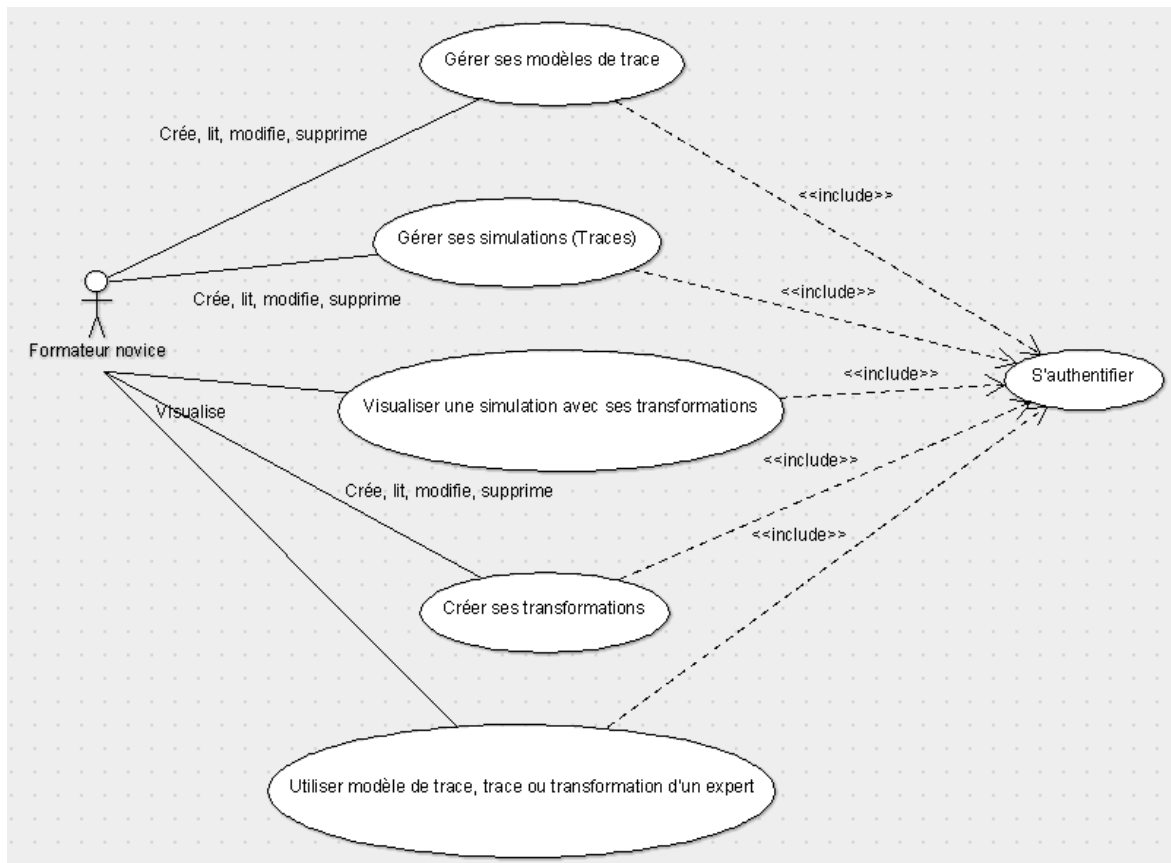 Gérer ses modèles de trace
Crée, lit, modifie, supprime
<<include>>
Gérer ses simulations (Traces)
<<include>>
Crée, lit, modifie, supprime
Formateur novice
<<include>>
S'authentifier
Visualiser une simulation avec ses transformations
Visualise
<<include>>
Crée, lit, modifie, supprime
<<include>>
Créer ses transformations
Utiliser modèle de trace, trace ou transformation d'un expert